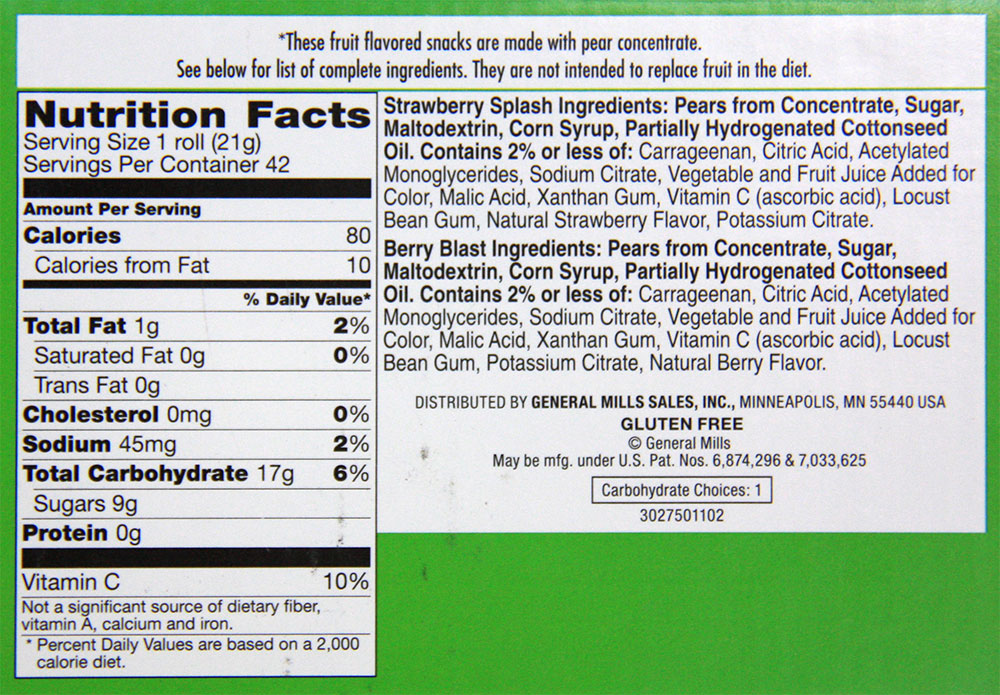 *These fruit flavored snacks are made with pear concentrate.
See below for list of complete ingredients. They are not intended to replace fruit in the diet.
Nutrition Facts
Serving Size 1 roll (21g)
Servings Per Container 42
Amount Per Serving
Calories 80
Calories from Fat 10
% Daily Value*
Total Fat 1g 2%
Saturated Fat 0g 0%
Trans Fat 0g
Cholesterol 0mg 0%
Sodium 45mg 2%
Total Carbohydrate 17g 6%
Sugars 9g
Protein 0g
Vitamin C 10%
Not a significant source of dietary fiber,
vitamin A, calcium and iron.
* Percent Daily Values are based on a 2,000
calorie diet.
Strawberry Splash Ingredients: Pears from Concentrate, Sugar,
Maltodextrin, Corn Syrup, Partially Hydrogenated Cottonseed
Oil. Contains 2% or less of: Carrageenan, Citric Acid, Acetylated
Monoglycerides, Sodium Citrate, Vegetable and Fruit Juice Added for
Color, Malic Acid, Xanthan Gum, Vitamin C (ascorbic acid), Locust
Bean Gum, Natural Strawberry Flavor, Potassium Citrate.
Berry Blast Ingredients: Pears from Concentrate, Sugar,
Maltodextrin, Corn Syrup, Partially Hydrogenated Cottonseed
Oil. Contains 2% or less of: Carrageenan, Citric Acid, Acetylated
Monoglycerides, Sodium Citrate, Vegetable and Fruit Juice Added for
Color, Malic Acid, Xanthan Gum, Vitamin C (ascorbic acid), Locust
Bean Gum, Potassium Citrate, Natural Berry Flavor.
DISTRIBUTED BY GENERAL MILLS SALES, INC., MINNEAPOLIS, MN 55440 USA
GLUTEN FREE
© General Mills
May be mfg. under U.S. Pat. Nos. 6,874,296 & 7,033,625
Carbohydrate Choices: 1
3027501102